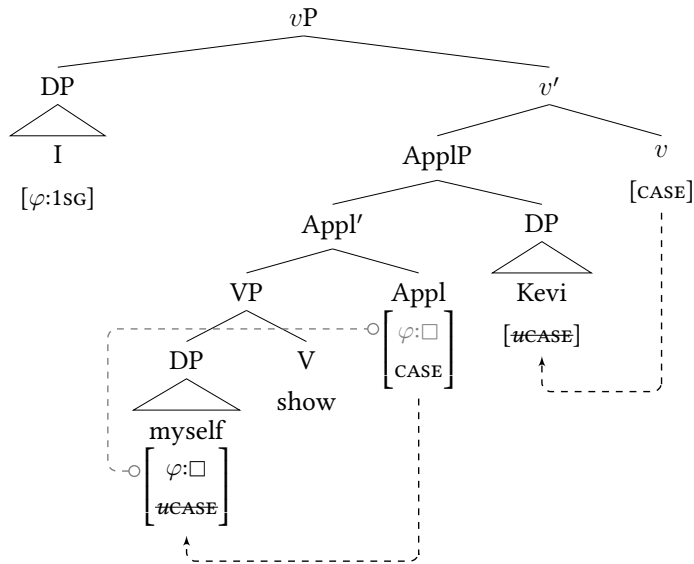 vP
DP
v′
I
ApplP
v
[φ:1SG]
[CASE]
Appl′
DP
VP
Appl
Kevi
[φ:□
[uCASE]
DP
V
CASE]
show
myself
[φ:□
uCASE]